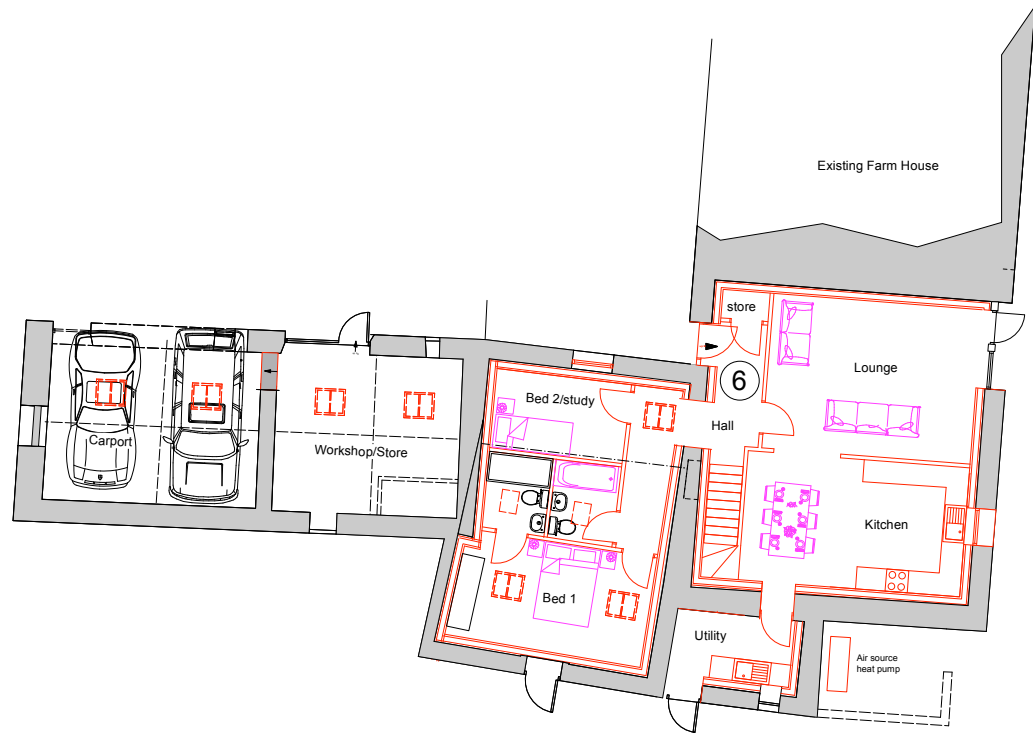 Existing Farm House
store
Lounge
6
Bed 2/study
Hall
Carport
Workshop/Store
Kitchen
Bed 1
Utility
Air source
heat pump